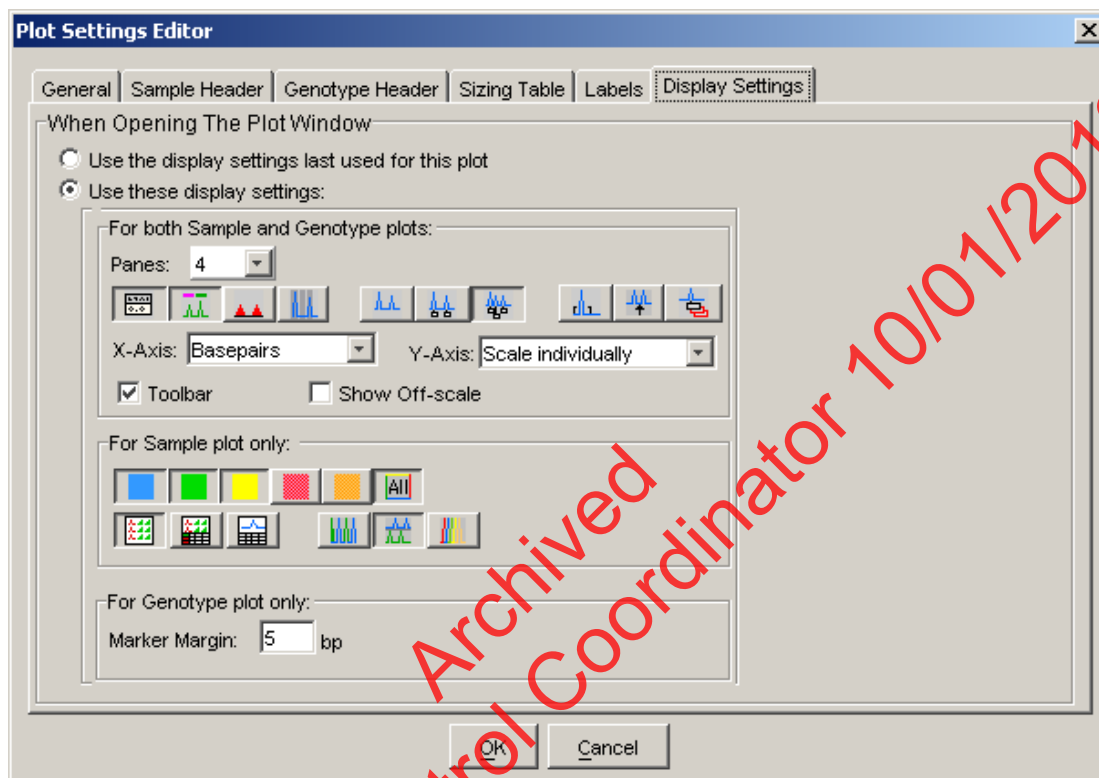 Plot Settings Editor
General Sample Header Genotype Header Sizing Table Labels Display Settings
When Opening The Plot Window
Use the display settings last used for this plot
Use these display settings:
For both Sample and Genotype plots:
Panes: 4
X-Axis: Basepairs Y-Axis: Scale individually
Toolbar Show Off-scale
For Sample plot only:
All
For Genotype plot only:
Marker Margin: 5 bp
OK Cancel
Archived
Coordinator 10/01/201